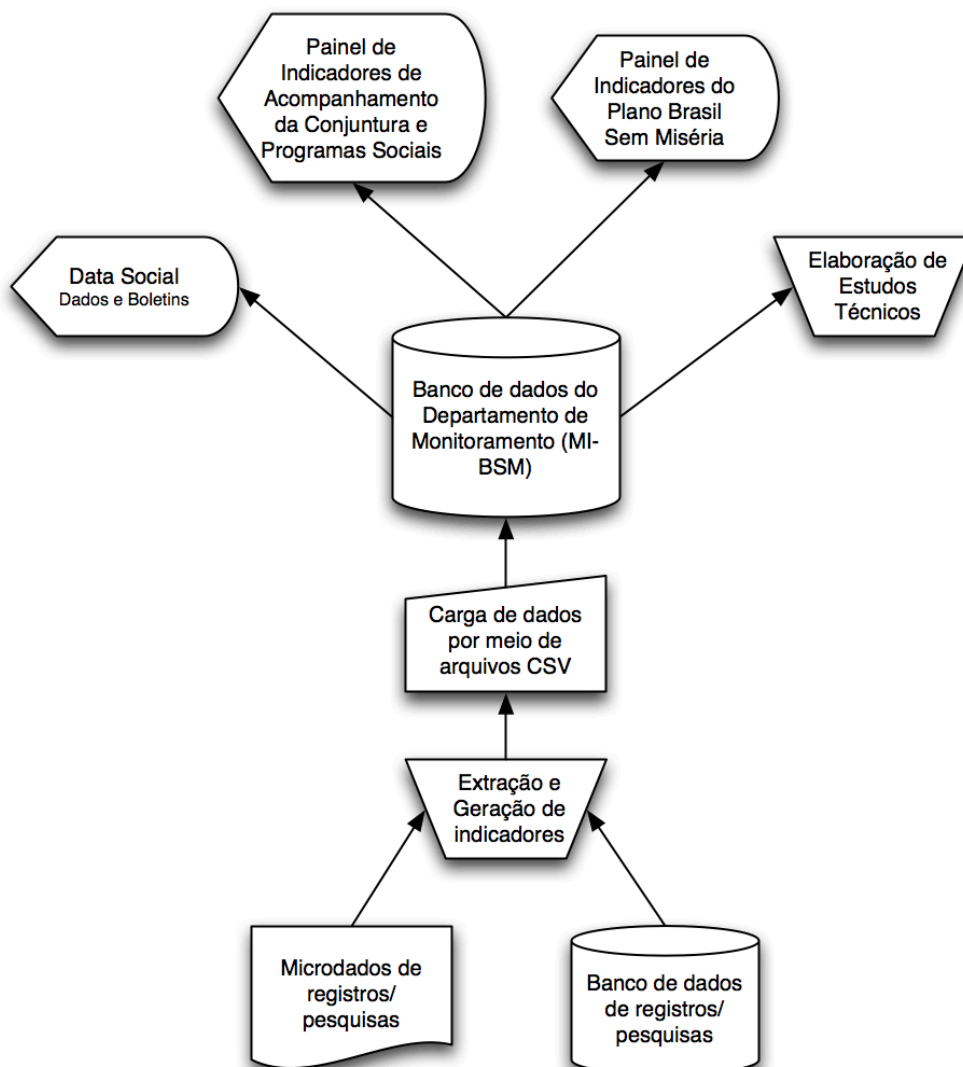 Painel de
Indicadores de
Acompanhamento
da Conjuntura e
Programas Sociais
Painel de
Indicadores do
Plano Brasil
Sem Miséria
Data Social
Dados e Boletins
Elaboração de
Estudos
Técnicos
Banco de dados do
Departamento de
Monitoramento (MI-
BSM)
Carga de dados
por meio de
arquivos CSV
Extração e
Geração de
indicadores
Microdados de
registros/
pesquisas
Banco de dados
de registros/
pesquisas